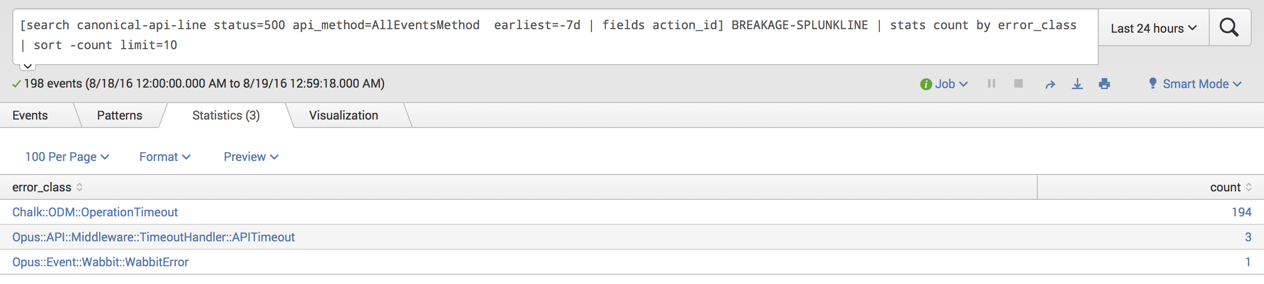 [search canonical-api-line status=500 api_method=AllEventsMethod  earliest=-7d | fields action_id] BREAKAGE-SPLUNKLINE | stats count by error_class
| sort -count limit=10
Last 24 hours
198 events (8/18/16 12:00:00.000 AM to 8/19/16 12:59:18.000 AM)
Job
Smart Mode
Events
Patterns
Statistics (3)
Visualization
100 Per Page
Format
Preview
error_class
count
Chalk::ODM::OperationTimeout
194
Opus::API::Middleware::TimeoutHandler::APITimeout
3
Opus::Event::Wabbit::WabbitError
1